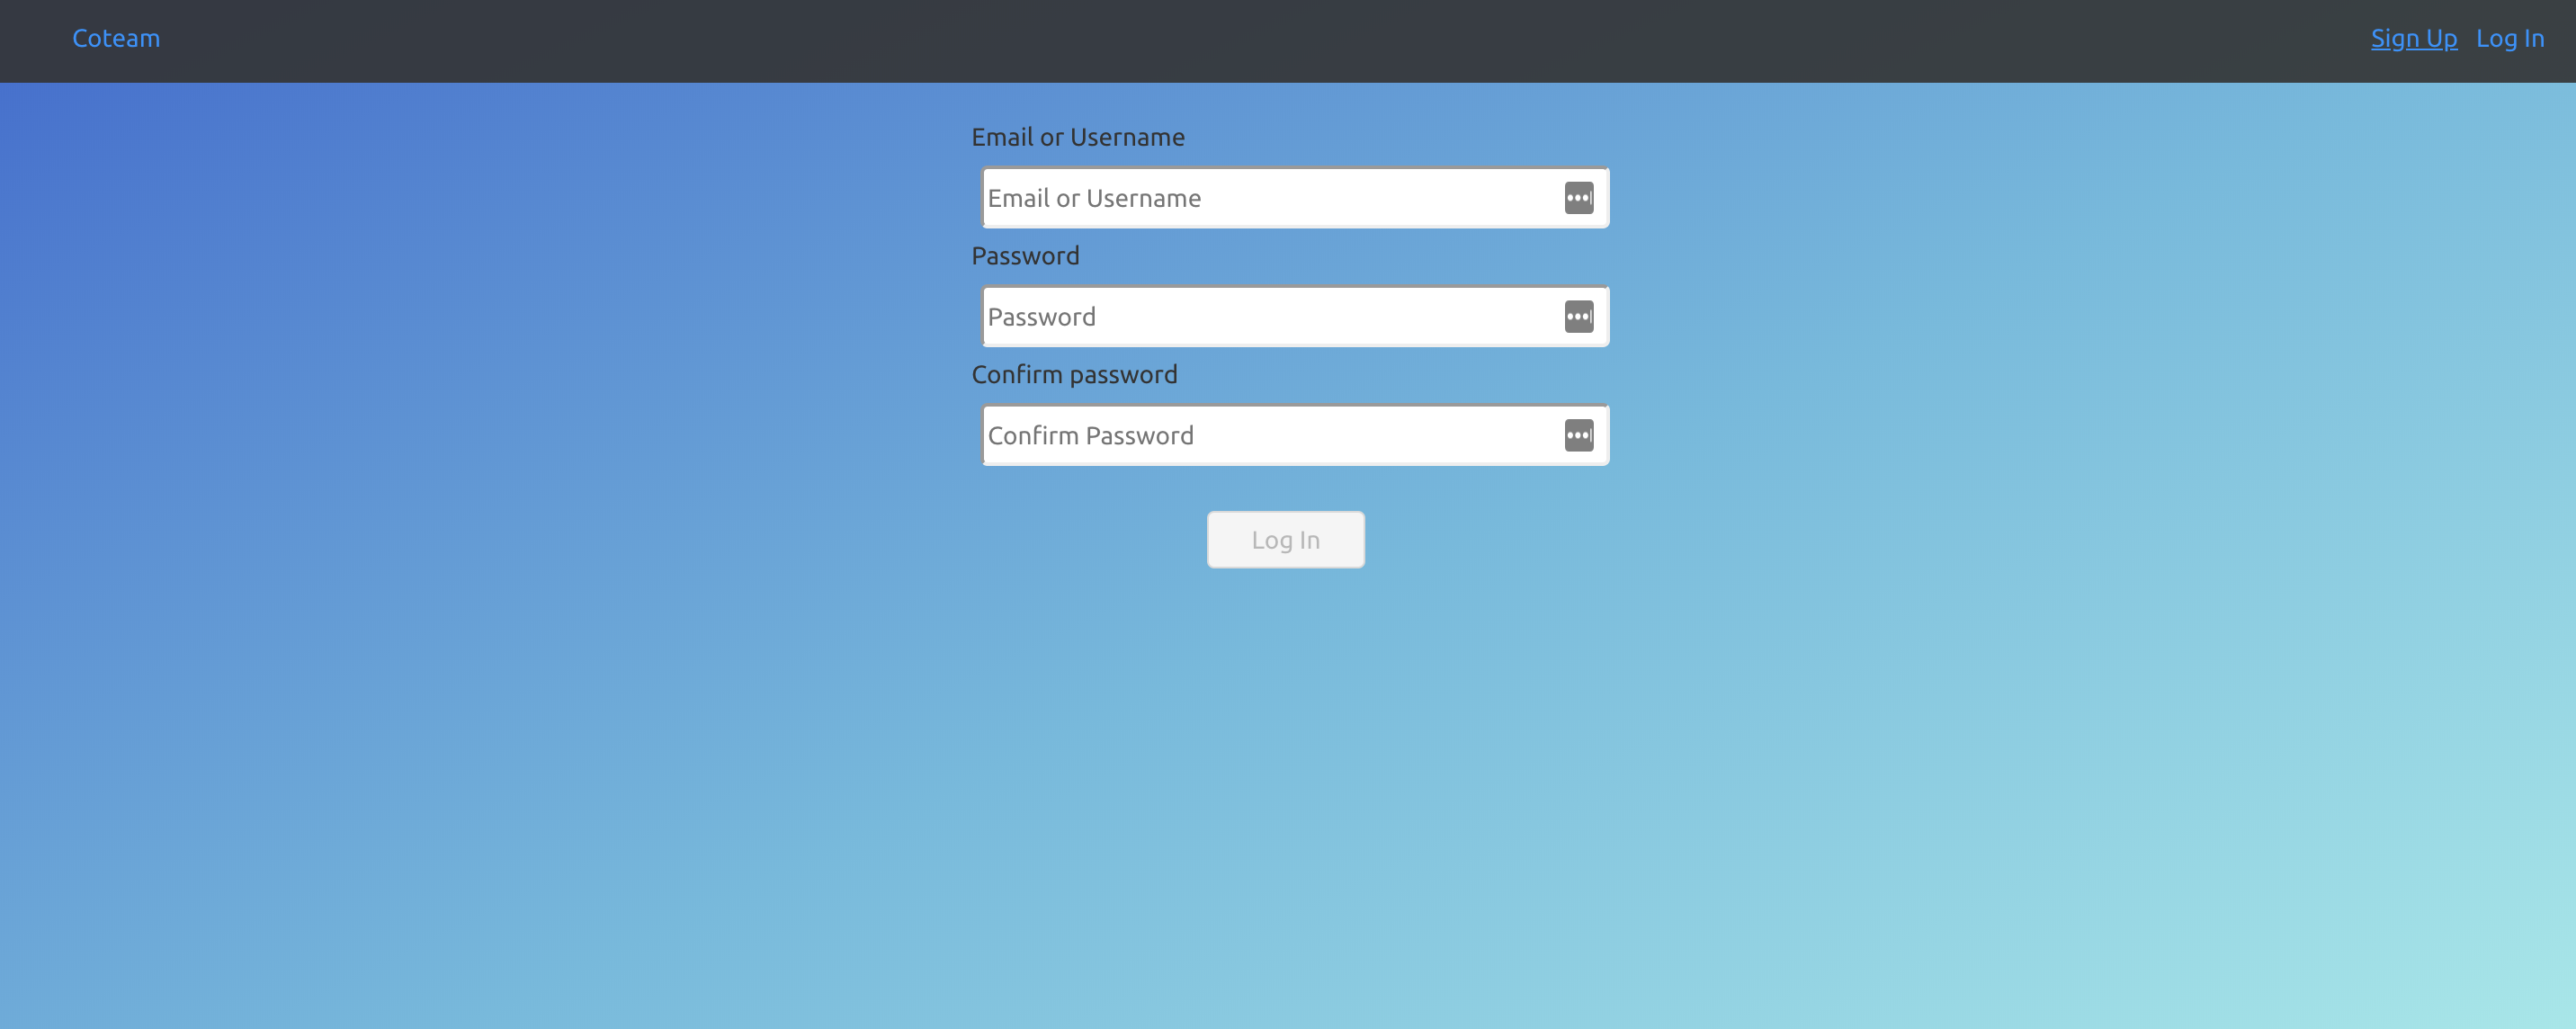 Coteam Sign Up Log In
Email or Username
Email or Username
Password
Password
Confirm password
Confirm Password
Log In